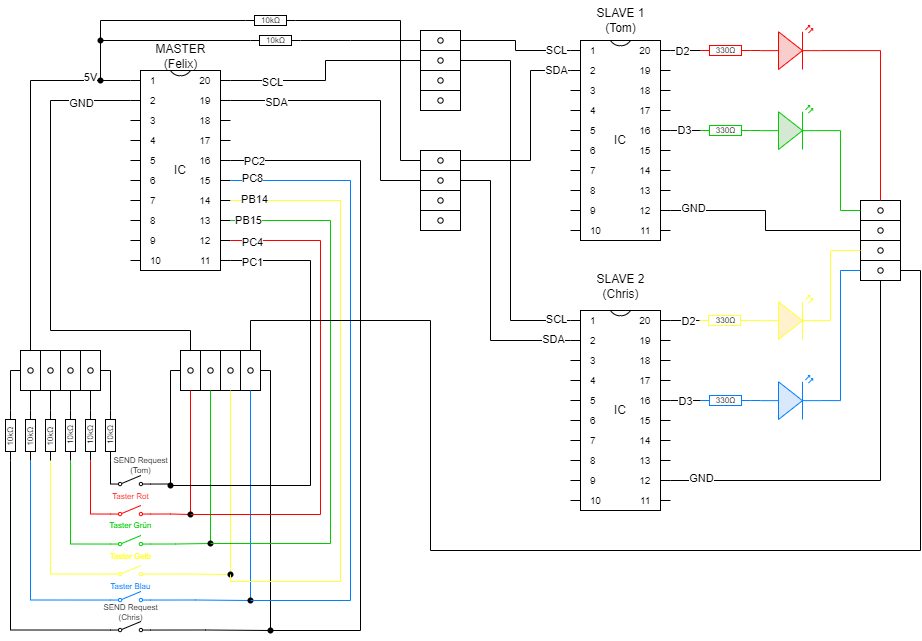 10kΩ
10kΩ
MASTER
(Felix)
5V
GND
1 20
2 19
3 18
4 17
5 16
6 15
7 14
8 13
9 12
10 11
IC
SCL
SDA
PC2
PC8
PB14
PB15
PC4
PC1
SLAVE 1
(Tom)
SCL
SDA
1 20
2 19
3 18
4 17
5 16
6 15
7 14
8 13
9 12
10 11
IC
D2
330Ω
D3
330Ω
GND
SLAVE 2
(Chris)
SCL
SDA
1 20
2 19
3 18
4 17
5 16
6 15
7 14
8 13
9 12
10 11
IC
D2
330Ω
D3
330Ω
GND
10kΩ
10kΩ
10kΩ
10kΩ
10kΩ
10kΩ
SEND Request
(Tom)
Taster Rot
Taster Grün
Taster Gelb
Taster Blau
SEND Request
(Chris)